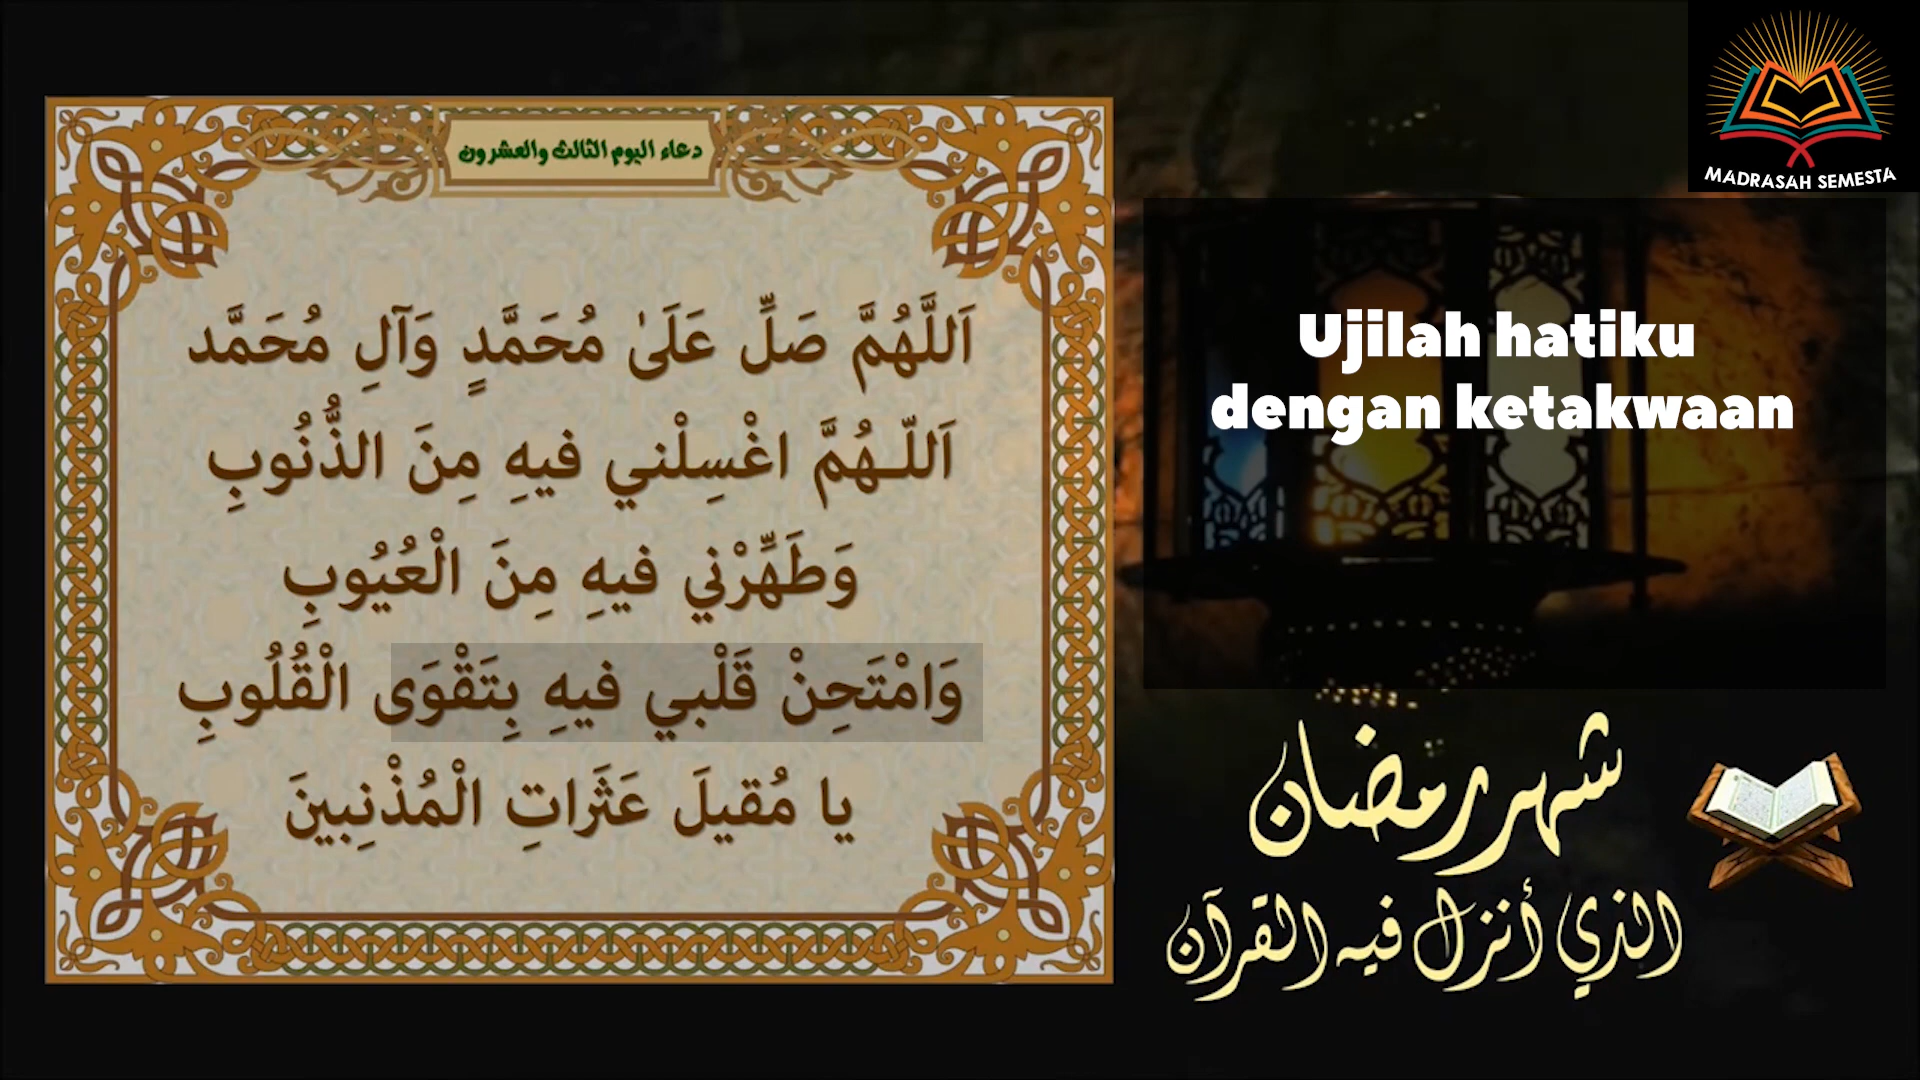 دعاء اليوم الثالث والعشرون
اَللَّهُمَّ صَلِّ عَلَىٰ مُحَمَّدٍ وَآلِ مُحَمَّد
اَللّـهُمَّ اغْسِلْني فيهِ مِنَ الذُّنُوبِ
وَطَهِّرْني فيهِ مِنَ الْعُيُوبِ
وَامْتَحِنْ قَلْبي فيهِ بِتَقْوَى الْقُلُوبِ
يا مُقيلَ عَثَراتِ الْمُذْنِبينَ
MADRASAH SEMESTA
Ujilah hatiku
dengan ketakwaan
شهر رمضان
الذي أنزل فيه القرآن